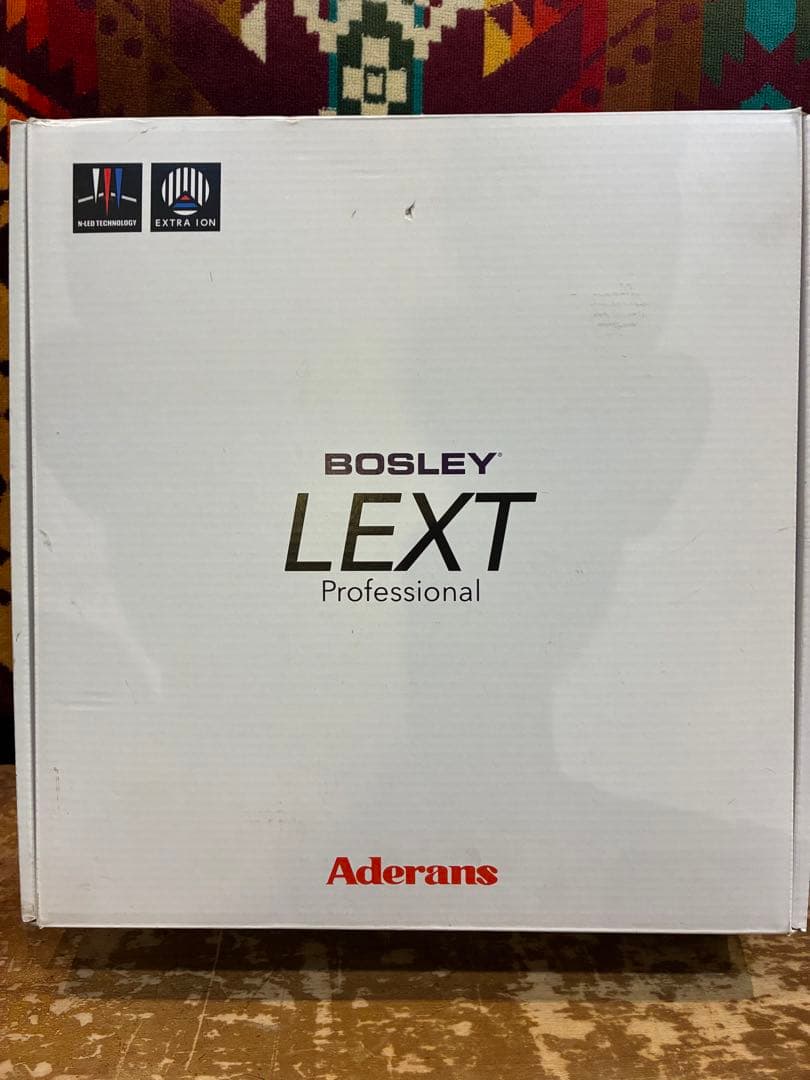 N-LED TECHNOLOGY
EXTRA ION
BOSLEY
LEXT
Professional
Aderans